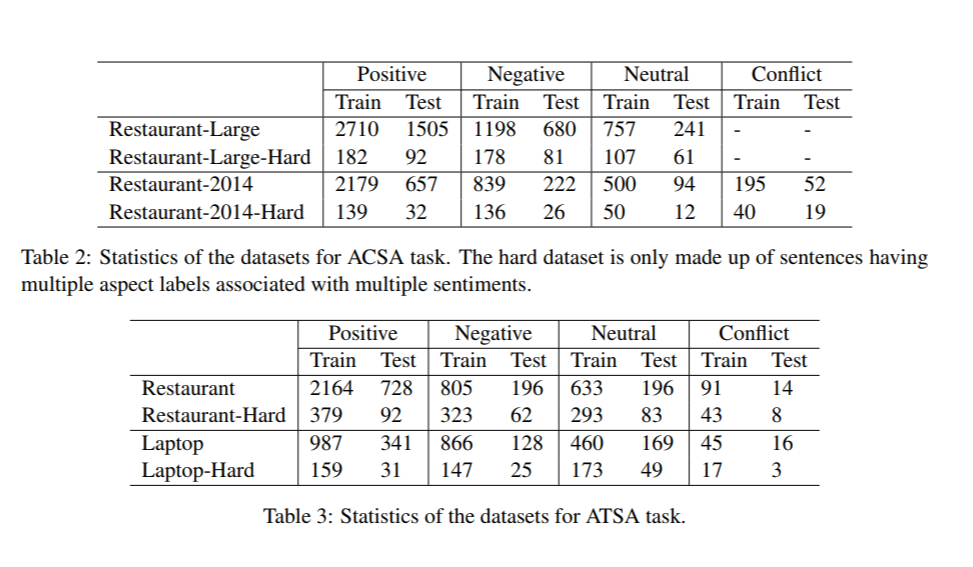 Positive Negative Neutral Conflict
Train Test Train Test Train Test Train Test
Restaurant-Large 2710 1505 1198 680 757 241 - -
Restaurant-Large-Hard 182 92 178 81 107 61 - -
Restaurant-2014 2179 657 839 222 500 94 195 52
Restaurant-2014-Hard 139 32 136 26 50 12 40 19
Table 2: Statistics of the datasets for ACSA task. The hard dataset is only made up of sentences having
multiple aspect labels associated with multiple sentiments.
Positive Negative Neutral Conflict
Train Test Train Test Train Test Train Test
Restaurant 2164 728 805 196 633 196 91 14
Restaurant-Hard 379 92 323 62 293 83 43 8
Laptop 987 341 866 128 460 169 45 16
Laptop-Hard 159 31 147 25 173 49 17 3
Table 3: Statistics of the datasets for ATSA task.